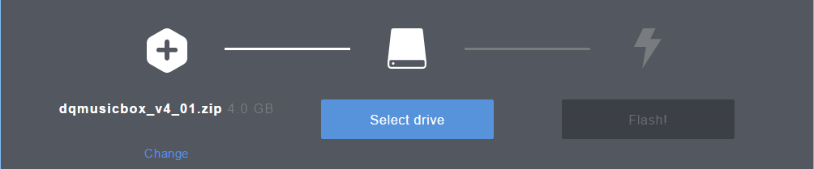 dqmusicbox_v4_01.zip 4.0 GB
Select drive
Flash!
Change